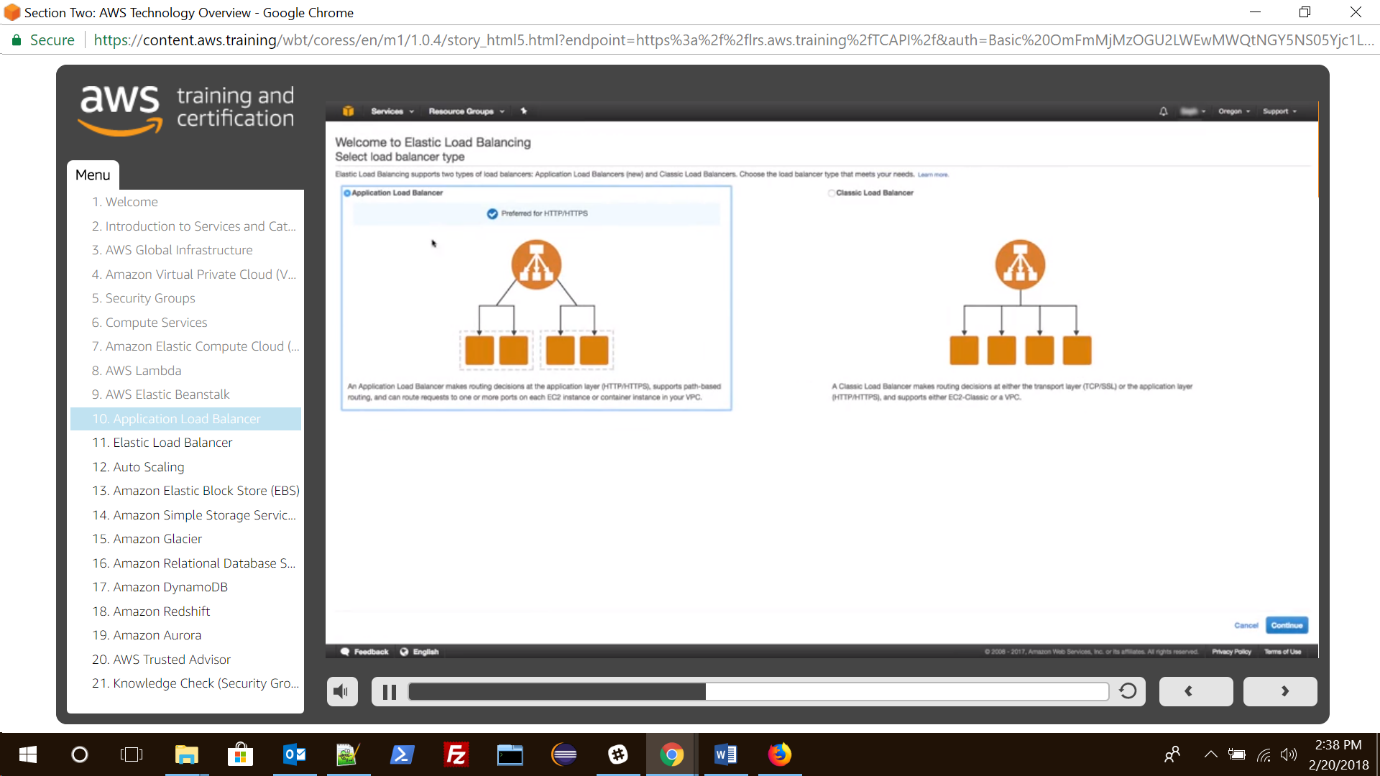 Section Two: AWS Technology Overview - Google Chrome
Secure https://content.aws.training/wbt/coress/en/m1/1.0.4/story_html5.html?endpoint=https%3a%2f%2flrs.aws.training%2fTCAPI%2f&auth=Basic%20OmFmMjMzOGU2LWEwMWQtNGY5NS05Yjc1L...
aws training and certification
Menu
1. Welcome
2. Introduction to Services and Cat...
3. AWS Global Infrastructure
4. Amazon Virtual Private Cloud (V...
5. Security Groups
6. Compute Services
7. Amazon Elastic Compute Cloud (...
8. AWS Lambda
9. AWS Elastic Beanstalk
10. Application Load Balancer
11. Elastic Load Balancer
12. Auto Scaling
13. Amazon Elastic Block Store (EBS)
14. Amazon Simple Storage Servic...
15. Amazon Glacier
16. Amazon Relational Database S...
17. Amazon DynamoDB
18. Amazon Redshift
19. Amazon Aurora
20. AWS Trusted Advisor
21. Knowledge Check (Security Gro...
Services Resource Groups Oregon Support
Welcome to Elastic Load Balancing
Select load balancer type
Elastic Load Balancing supports two types of load balancers: Application Load Balancers (new) and Classic Load Balancers. Choose the load balancer type that meets your needs. Learn more.
Application Load Balancer
Preferred for HTTP/HTTPS
An Application Load Balancer makes routing decisions at the application layer (HTTP/HTTPS), supports path-based
routing, and can route requests to one or more ports on each EC2 instance or container instance in your VPC.
Classic Load Balancer
A Classic Load Balancer makes routing decisions at either the transport layer (TCP/SSL) or the application layer
(HTTP/HTTPS), and supports either EC2-Classic or a VPC.
Cancel Continue
Feedback English © 2008 - 2017, Amazon Web Services, Inc. or its affiliates. All rights reserved. Privacy Policy Terms of Use
2:38 PM
2/20/2018